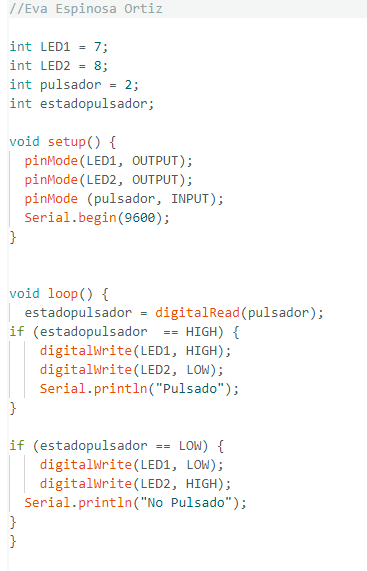 //Eva Espinosa Ortiz
int LED1 = 7;
int LED2 = 8;
int pulsador = 2;
int estadopulsador;
void setup() {
pinMode(LED1, OUTPUT);
pinMode(LED2, OUTPUT);
pinMode (pulsador, INPUT);
Serial.begin(9600);
}
void loop() {
estadopulsador = digitalRead(pulsador);
if (estadopulsador  == HIGH) {
digitalWrite(LED1, HIGH);
digitalWrite(LED2, LOW);
Serial.println("Pulsado");
}
if (estadopulsador == LOW) {
digitalWrite(LED1, LOW);
digitalWrite(LED2, HIGH);
Serial.println("No Pulsado");
}
}